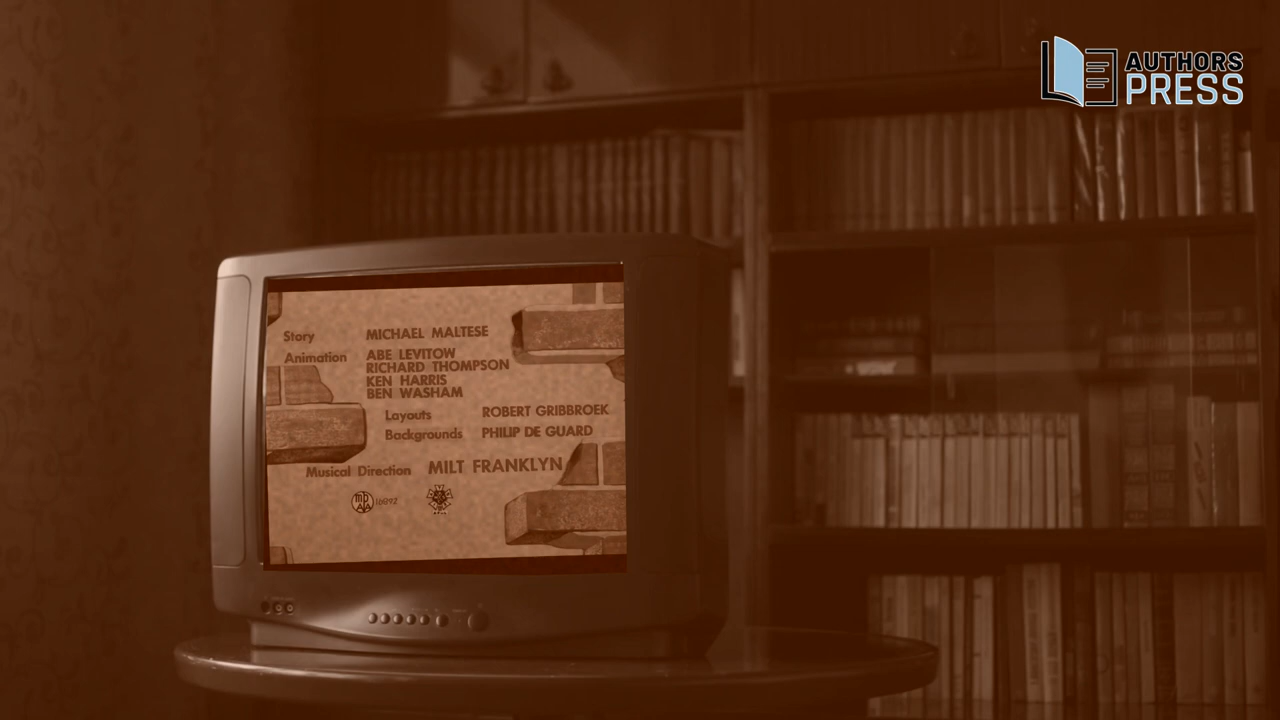 AUTHORS
PRESS
Story MICHAEL MALTESE
Animation ABE LEVITOW
RICHARD THOMPSON
KEN HARRIS
BEN WASHAM
Layouts ROBERT GRIBBROEK
Backgrounds PHILIP DE GUARD
Musical Direction MILT FRANKLYN